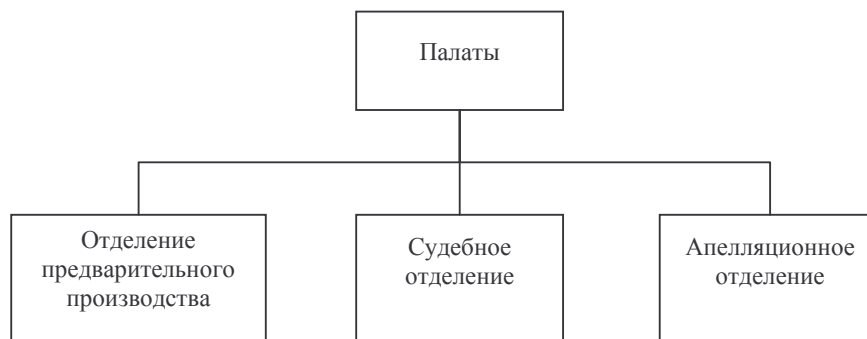 Палаты
Отделение
предварительного
производства
Судебное
отделение
Апелляционное
отделение